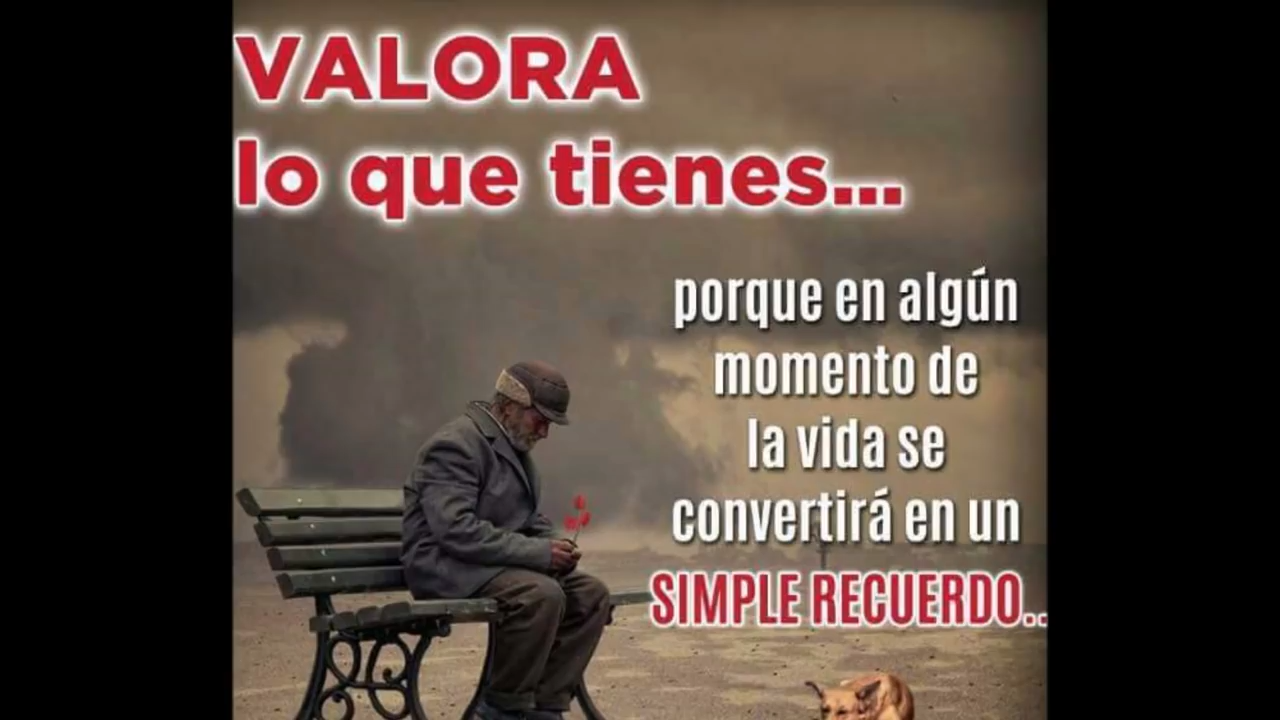 VALORA
lo que tienes...
porque en algún
momento de
la vida se
convertirá en un
SIMPLE RECUERDO..